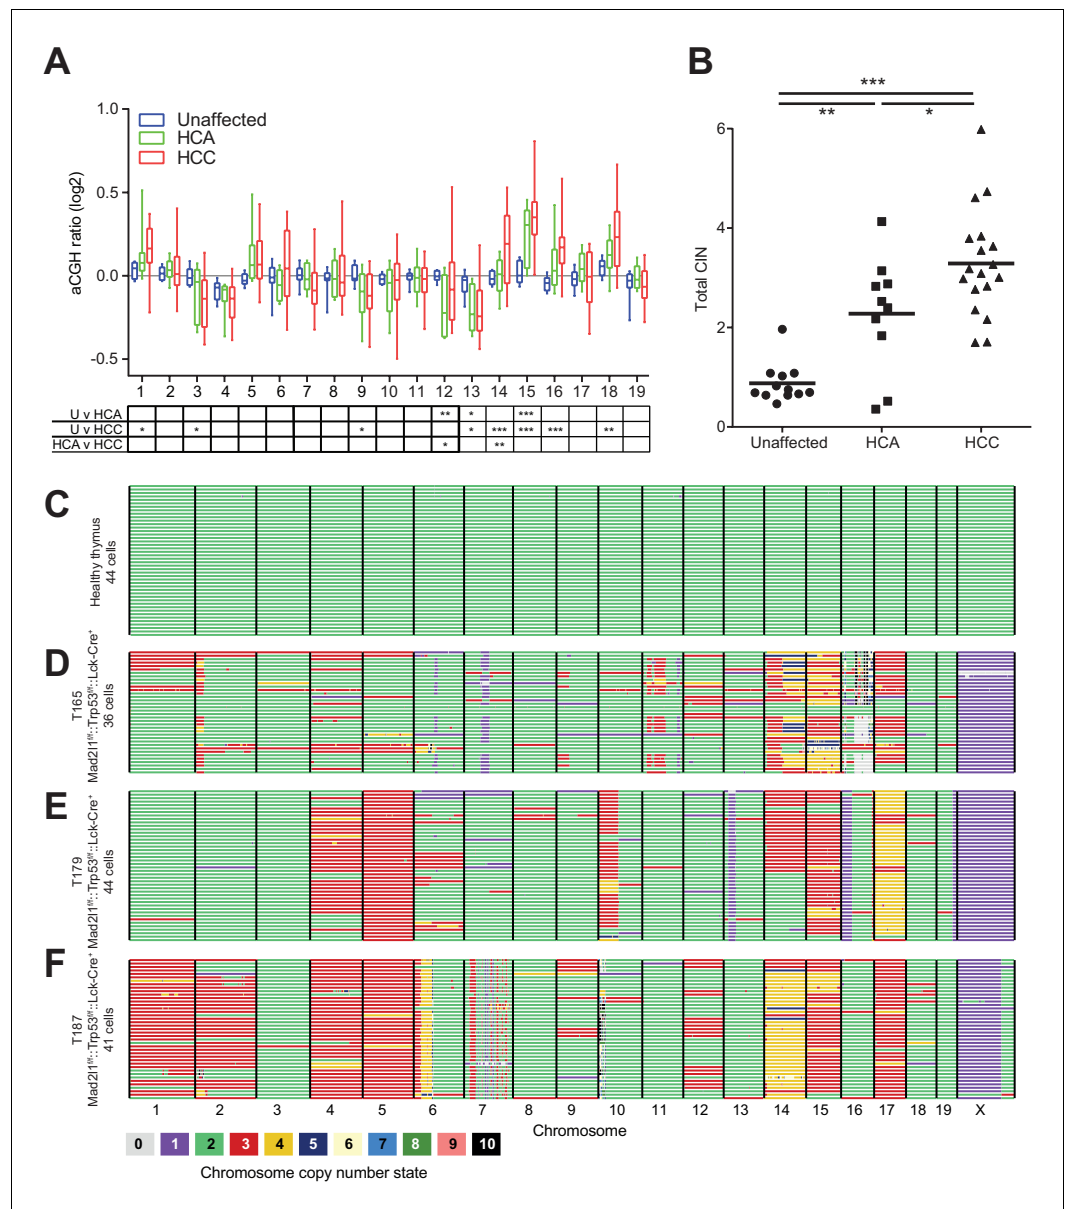 A
B
1.0
0.5
0.0
-0.5
aCGH ratio (log2)
Unaffected
HCA
HCC
1 2 3 4 5 6 7 8 9 10 11 12 13 14 15 16 17 18 19
U v HCA ** * ***
U v HCC * * * * *** *** *** **
HCA v HCC * **
***
** *
6
4
2
0
Total CIN
Unaffected HCA HCC
C
Healthy thymus
44 cells
D
T165
Mad2l1f/f::Trp53f/f::Lck-Cre+
36 cells
E
T179
Mad2l1f/f::Trp53f/f::Lck-Cre+
44 cells
F
T187
Mad2l1f/f::Trp53f/f::Lck-Cre+
41 cells
1 2 3 4 5 6 7 8 9 10 11 12 13 14 15 16 17 18 19 X
Chromosome
0 1 2 3 4 5 6 7 8 9 10
Chromosome copy number state